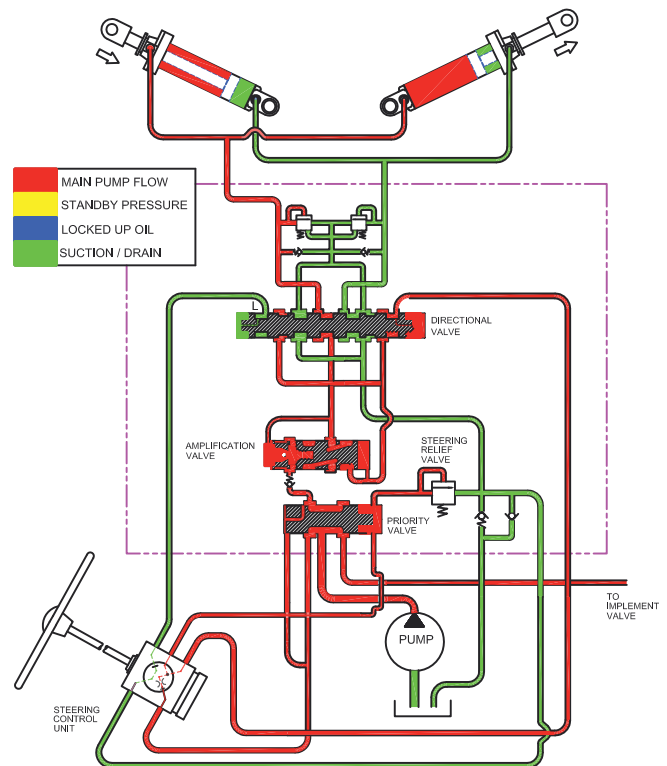 MAIN PUMP FLOW
STANDBY PRESSURE
LOCKED UP OIL
SUCTION / DRAIN
L
DIRECTIONAL
VALVE
AMPLIFICATION
VALVE
STEERING
RELIEF
VALVE
PRIORITY
VALVE
TO
IMPLEMENT
VALVE
PUMP
STEERING
CONTROL
UNIT